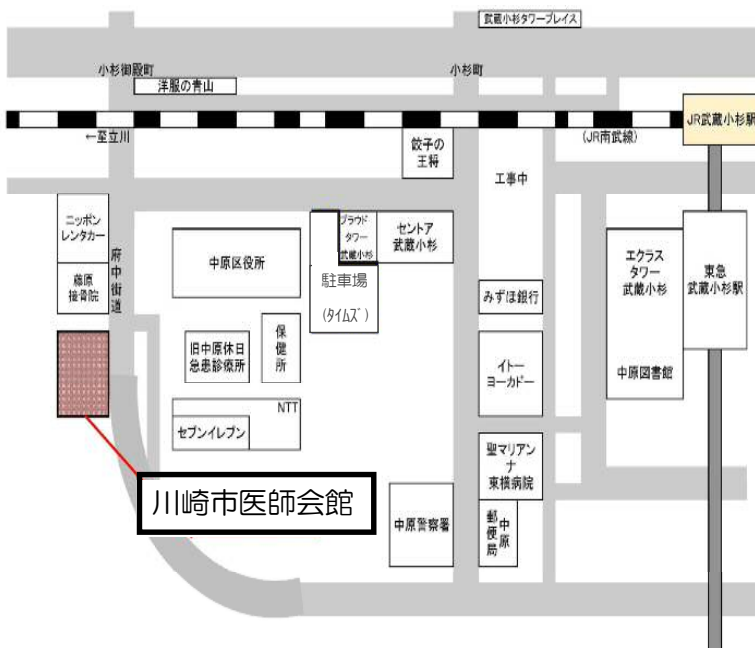 武蔵小杉タワープレイス
小杉御殿町
小杉町
洋服の青山
JR武蔵小杉駅
←至立川
(JR南武線)
餃子の
王将
工事中
ニッポン
レンタカー
府中街道
中原区役所
プラウド
タワー
武蔵小杉
セントア
武蔵小杉
エクラス
タワー
武蔵小杉
東急
武蔵小杉駅
藤原
接骨院
駐車場
(タイムズ)
みずほ銀行
旧中原休日
急患診療所
保健所
イトー
ヨーカドー
中原図書館
NTT
セブンイレブン
聖マリアン
ナ
東横病院
川崎市医師会館
中原警察署
中原
郵便局